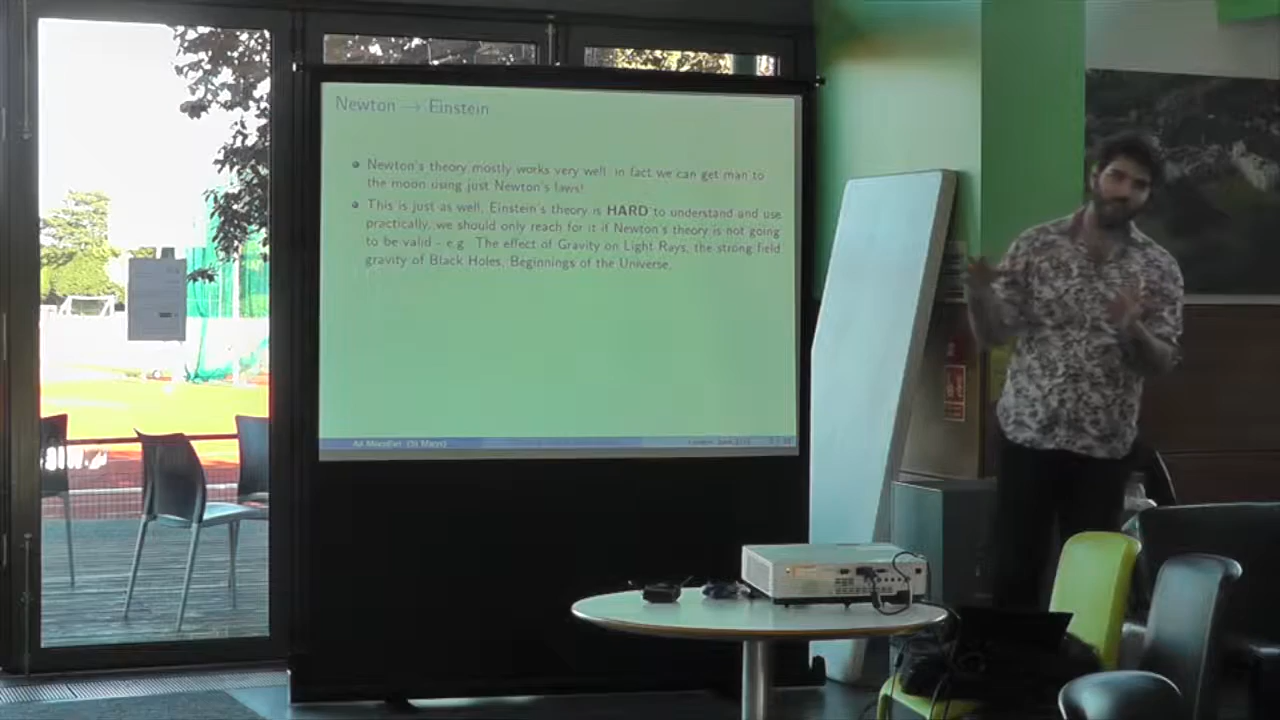 Newton → Einstein
Newton's theory mostly works very well in fact we can get man to
the moon using just Newton's laws!
This is just as well, Einstein's theory is HARD to understand and use
practically, we should only reach for it if Newton's theory is not going
to be valid - e.g. The effect of Gravity on Light Rays, the strong field
gravity of Black Holes, Beginnings of the Universe.
(St Marys)